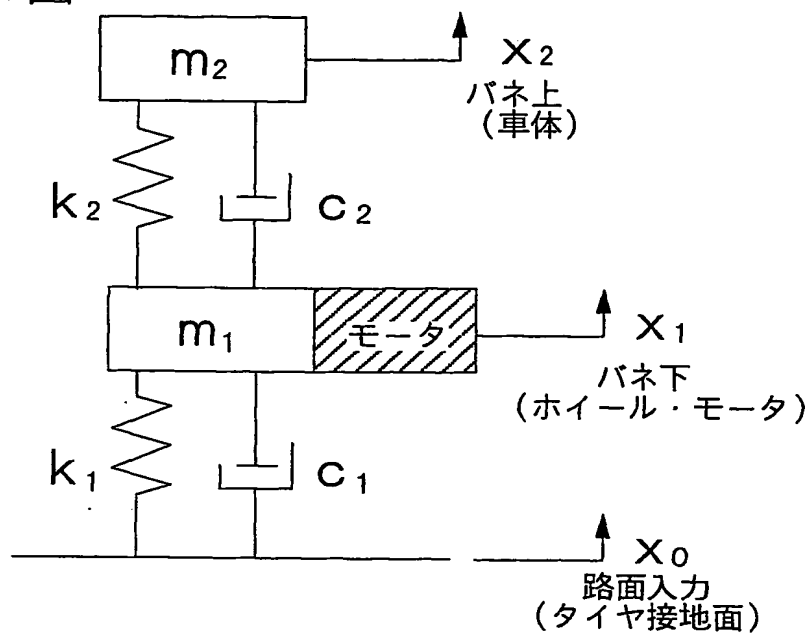 図
m₂
x₂
バネ上
(車体)
k₂
c₂
m₁
モータ
x₁
バネ下
(ホイール・モータ)
k₁
c₁
x₀
路面入力
(タイヤ接地面)